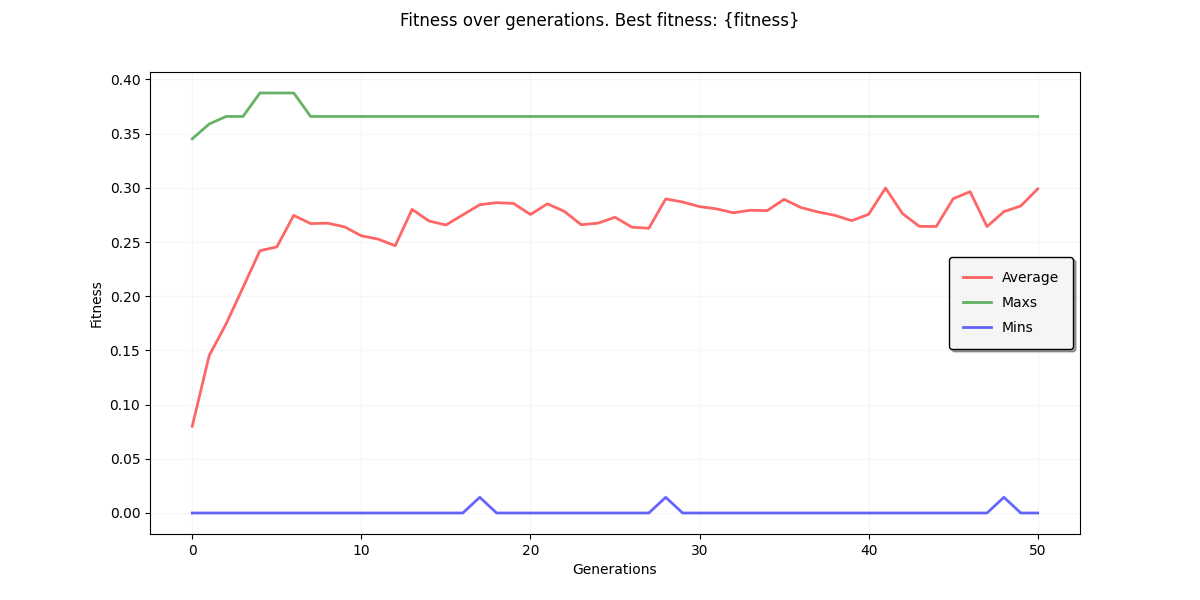 Fitness over generations. Best fitness: {fitness}
0.40
0.35
0.30
0.25
0.20
0.15
0.10
0.05
0.00
Fitness
Average
Maxs
Mins
0 10 20 30 40 50
Generations